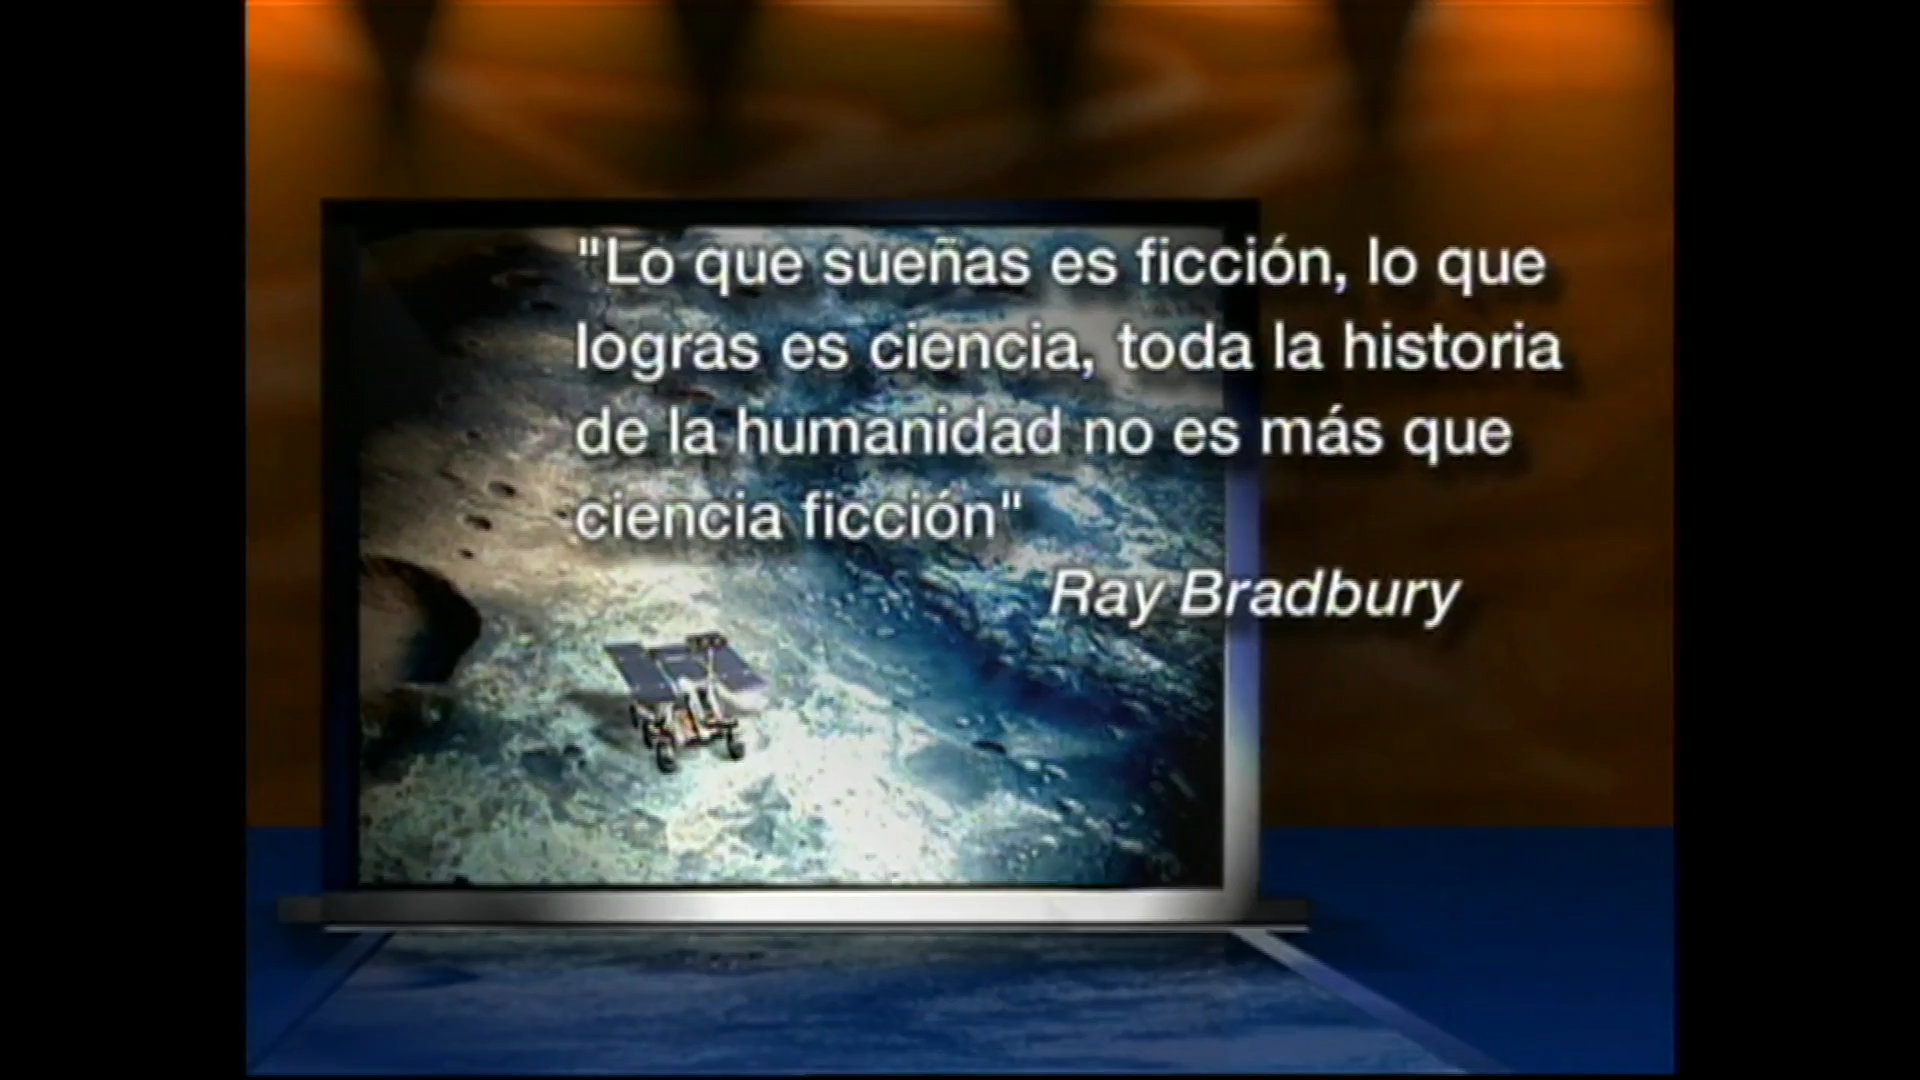 "Lo que sueñas es ficción, lo que
logras es ciencia, toda la historia
de la humanidad no es más que
ciencia ficción"
Ray Bradbury